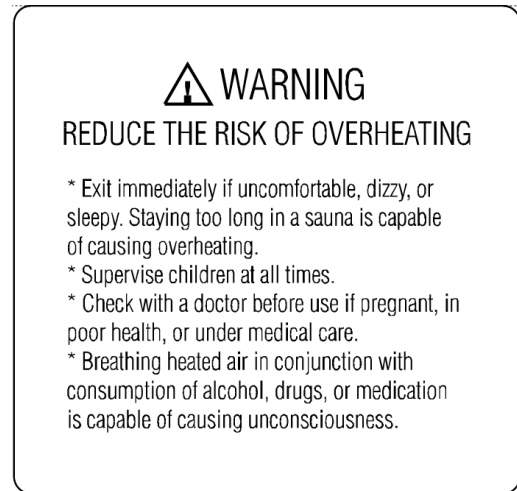 WARNING
REDUCE THE RISK OF OVERHEATING
* Exit immediately if uncomfortable, dizzy, or
sleepy. Staying too long in a sauna is capable
of causing overheating.
* Supervise children at all times.
* Check with a doctor before use if pregnant, in
poor health, or under medical care.
* Breathing heated air in conjunction with
consumption of alcohol, drugs, or medication
is capable of causing unconsciousness.